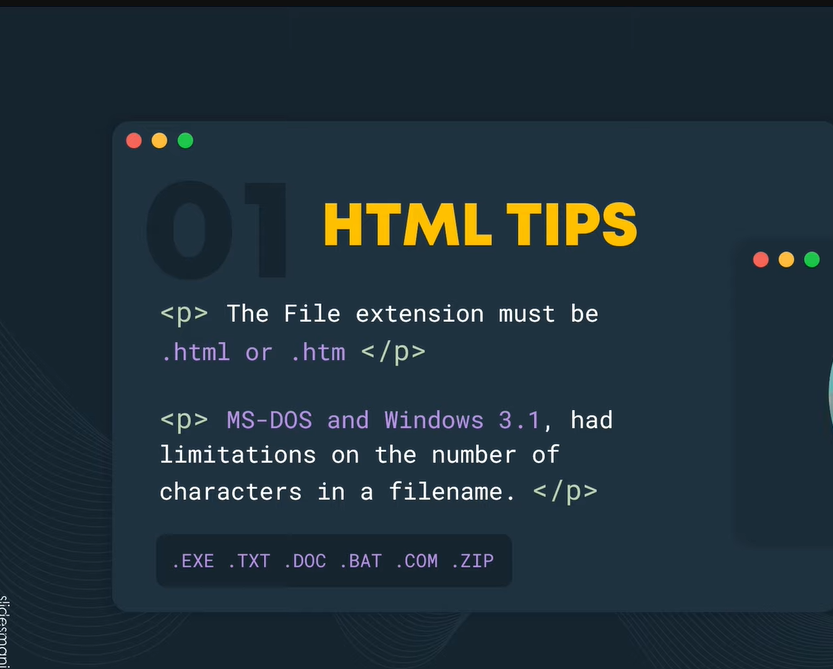 01 HTML TIPS
<p> The File extension must be
.html or .htm </p>
<p> MS-DOS and Windows 3.1, had
limitations on the number of
characters in a filename. </p>
.EXE .TXT .DOC .BAT .COM .ZIP